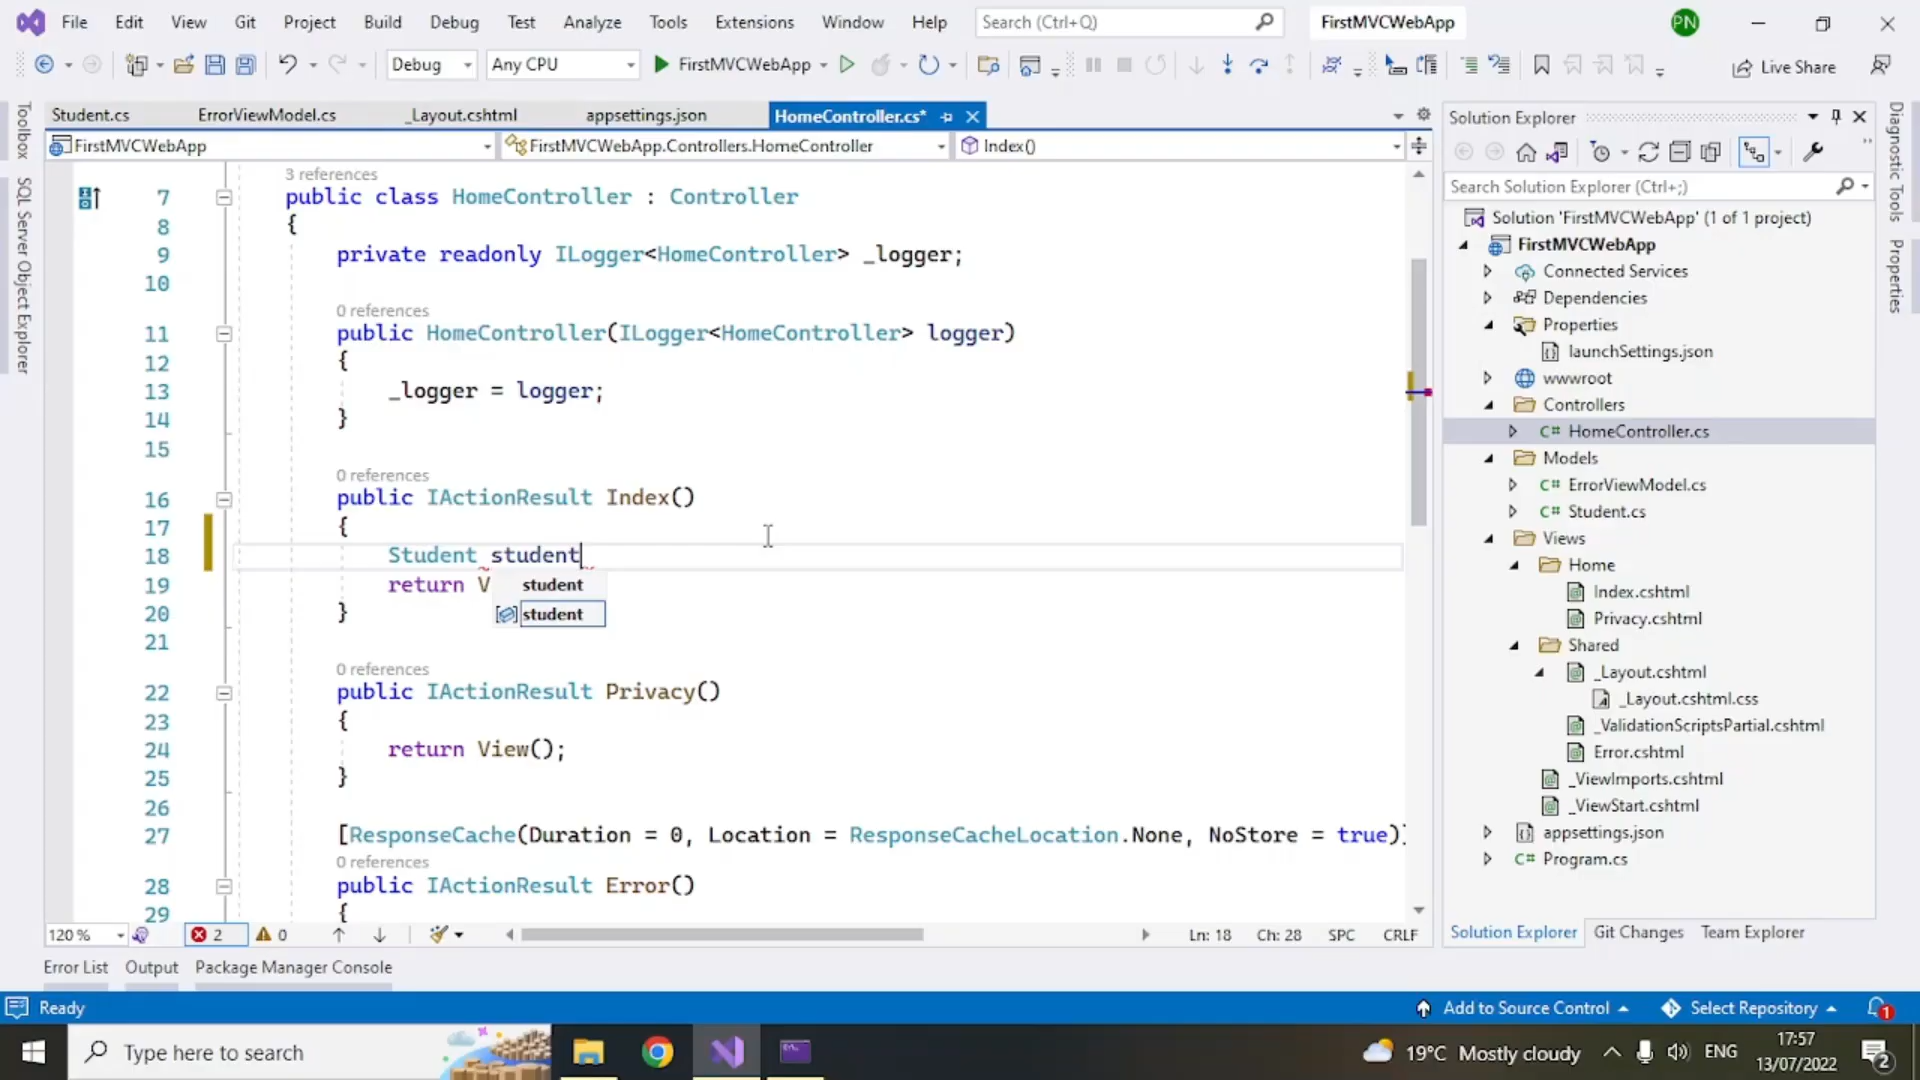 File Edit View Git Project Build Debug Test Analyze Tools Extensions Window Help Search (Ctrl+Q) FirstMVCWebApp PN
Debug Any CPU FirstMVCWebApp Live Share
Student.cs ErrorViewModel.cs _Layout.cshtml appsettings.json HomeController.cs*
FirstMVCWebApp FirstMVCWebApp.Controllers.HomeController Index()
Toolbox
SQL Server Object Explorer
3 references
7 public class HomeController : Controller
8 {
9 private readonly ILogger<HomeController> _logger;
10
0 references
11 public HomeController(ILogger<HomeController> logger)
12 {
13 _logger = logger;
14 }
15
0 references
16 public IActionResult Index()
17 {
18 Student student
19 return V
student
student
20 }
21
0 references
22 public IActionResult Privacy()
23 {
24 return View();
25 }
26
27 [ResponseCache(Duration = 0, Location = ResponseCacheLocation.None, NoStore = true)]
0 references
28 public IActionResult Error()
29 {
120 % 2 0 Ln: 18 Ch: 28 SPC CRLF
Solution Explorer
Search Solution Explorer (Ctrl+;)
Solution 'FirstMVCWebApp' (1 of 1 project)
FirstMVCWebApp
Connected Services
Dependencies
Properties
launchSettings.json
wwwroot
Controllers
C# HomeController.cs
Models
C# ErrorViewModel.cs
C# Student.cs
Views
Home
Index.cshtml
Privacy.cshtml
Shared
_Layout.cshtml
_Layout.cshtml.css
_ValidationScriptsPartial.cshtml
Error.cshtml
_ViewImports.cshtml
_ViewStart.cshtml
appsettings.json
C# Program.cs
Solution Explorer Git Changes Team Explorer
Diagnostic Tools
Properties
Error List Output Package Manager Console
Ready Add to Source Control Select Repository 1
Type here to search 19°C Mostly cloudy ENG 17:57
13/07/2022 2